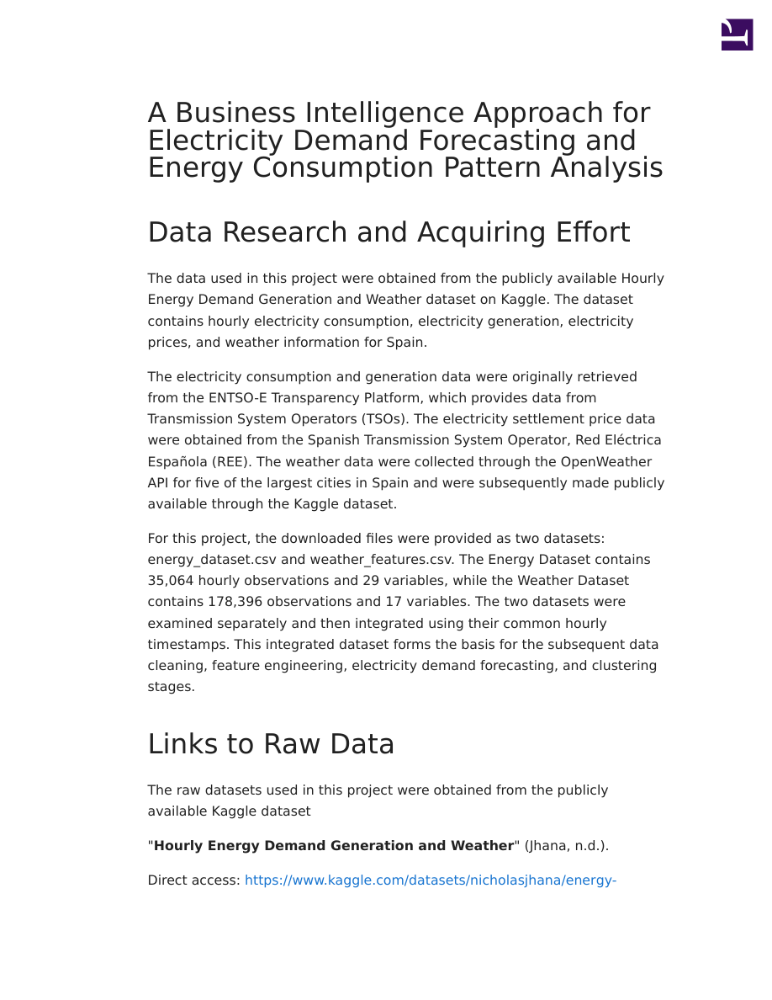 A Business Intelligence Approach for
Electricity Demand Forecasting and
Energy Consumption Pattern Analysis
Data Research and Acquiring Effort
The data used in this project were obtained from the publicly available Hourly
Energy Demand Generation and Weather dataset on Kaggle. The dataset
contains hourly electricity consumption, electricity generation, electricity
prices, and weather information for Spain.
The electricity consumption and generation data were originally retrieved
from the ENTSO-E Transparency Platform, which provides data from
Transmission System Operators (TSOs). The electricity settlement price data
were obtained from the Spanish Transmission System Operator, Red Eléctrica
Española (REE). The weather data were collected through the OpenWeather
API for five of the largest cities in Spain and were subsequently made publicly
available through the Kaggle dataset.
For this project, the downloaded files were provided as two datasets:
energy_dataset.csv and weather_features.csv. The Energy Dataset contains
35,064 hourly observations and 29 variables, while the Weather Dataset
contains 178,396 observations and 17 variables. The two datasets were
examined separately and then integrated using their common hourly
timestamps. This integrated dataset forms the basis for the subsequent data
cleaning, feature engineering, electricity demand forecasting, and clustering
stages.
Links to Raw Data
The raw datasets used in this project were obtained from the publicly
available Kaggle dataset
"Hourly Energy Demand Generation and Weather" (Jhana, n.d.).
Direct access: https://www.kaggle.com/datasets/nicholasjhana/energy-